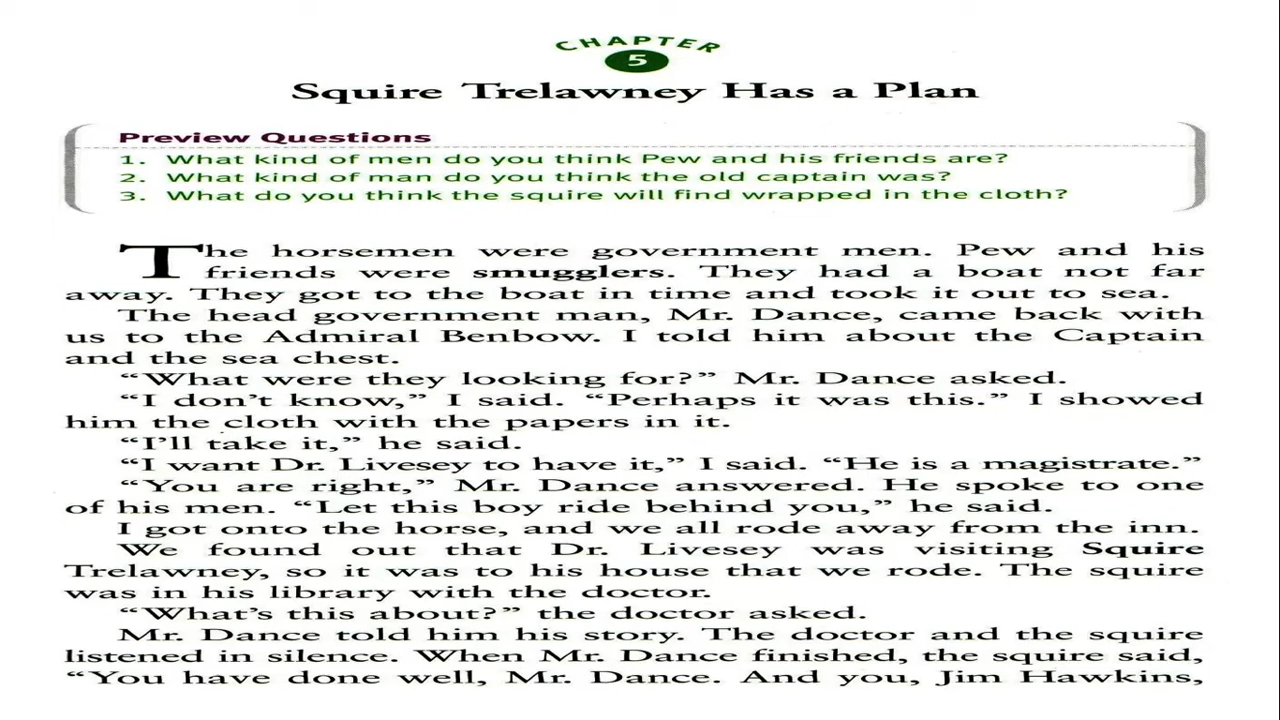 CHAPTER
5
Squire Trelawney Has a Plan
Preview Questions
1. What kind of men do you think Pew and his friends are?
2. What kind of man do you think the old captain was?
3. What do you think the squire will find wrapped in the cloth?
The horsemen were government men. Pew and his
friends were smugglers. They had a boat not far
away. They got to the boat in time and took it out to sea.
The head government man, Mr. Dance, came back with
us to the Admiral Benbow. I told him about the Captain
and the sea chest.
“What were they looking for?” Mr. Dance asked.
“I don’t know,” I said. “Perhaps it was this.” I showed
him the cloth with the papers in it.
“I’ll take it,” he said.
“I want Dr. Livesey to have it,” I said. “He is a magistrate.”
“You are right,” Mr. Dance answered. He spoke to one
of his men. “Let this boy ride behind you,” he said.
I got onto the horse, and we all rode away from the inn.
We found out that Dr. Livesey was visiting Squire
Trelawney, so it was to his house that we rode. The squire
was in his library with the doctor.
“What’s this about?” the doctor asked.
Mr. Dance told him his story. The doctor and the squire
listened in silence. When Mr. Dance finished, the squire said,
“You have done well, Mr. Dance. And you, Jim Hawkins,